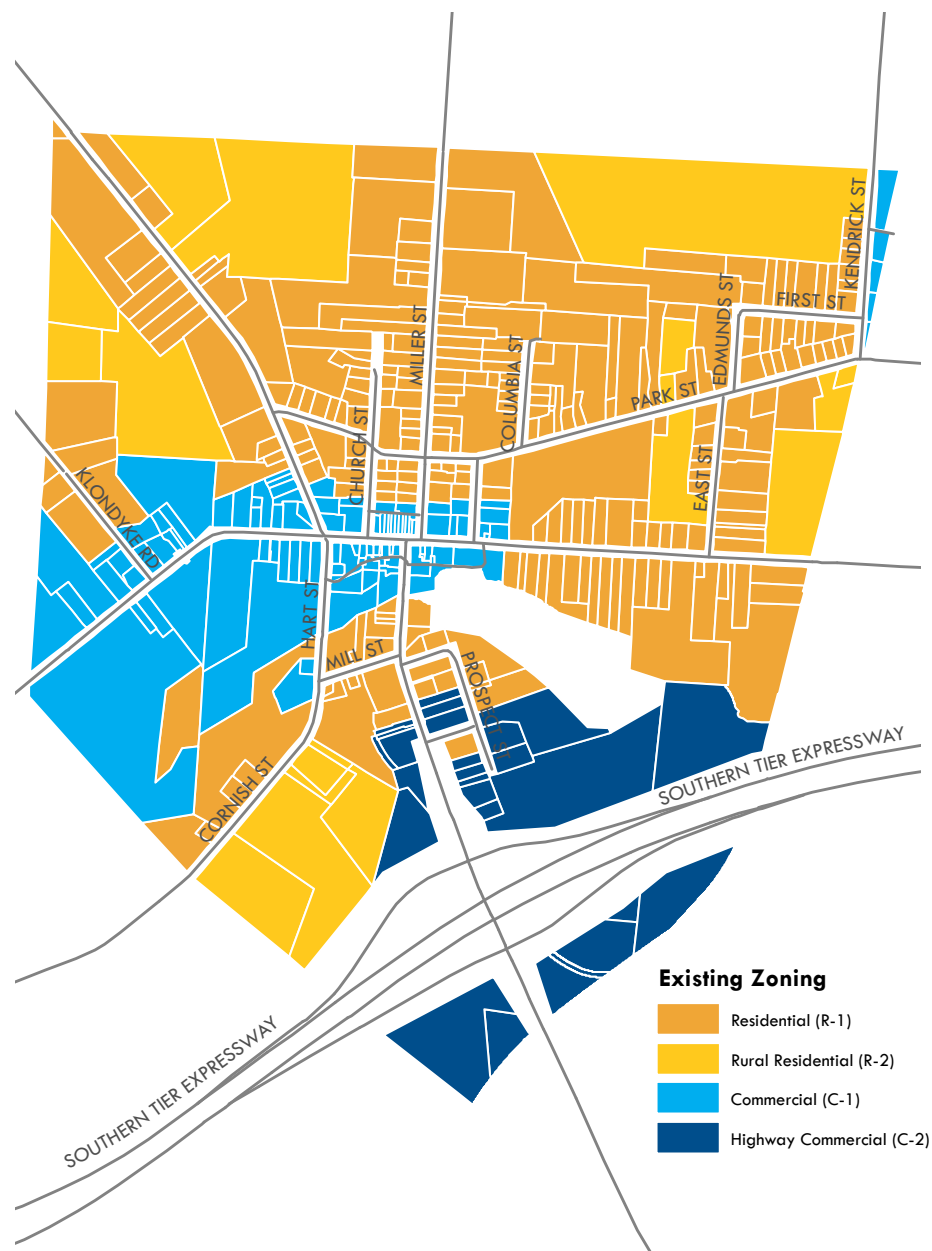 KENDRICK ST
FIRST ST
EDMUNDS ST
MILLER ST
COLUMBIA ST
PARK ST
CHURCH ST
EAST ST
KLONDYKE RD
HART ST
MILL ST
PROSPECT ST
CORNISH ST
SOUTHERN TIER EXPRESSWAY
SOUTHERN TIER EXPRESSWAY
Existing Zoning
Residential (R-1)
Rural Residential (R-2)
Commercial (C-1)
Highway Commercial (C-2)